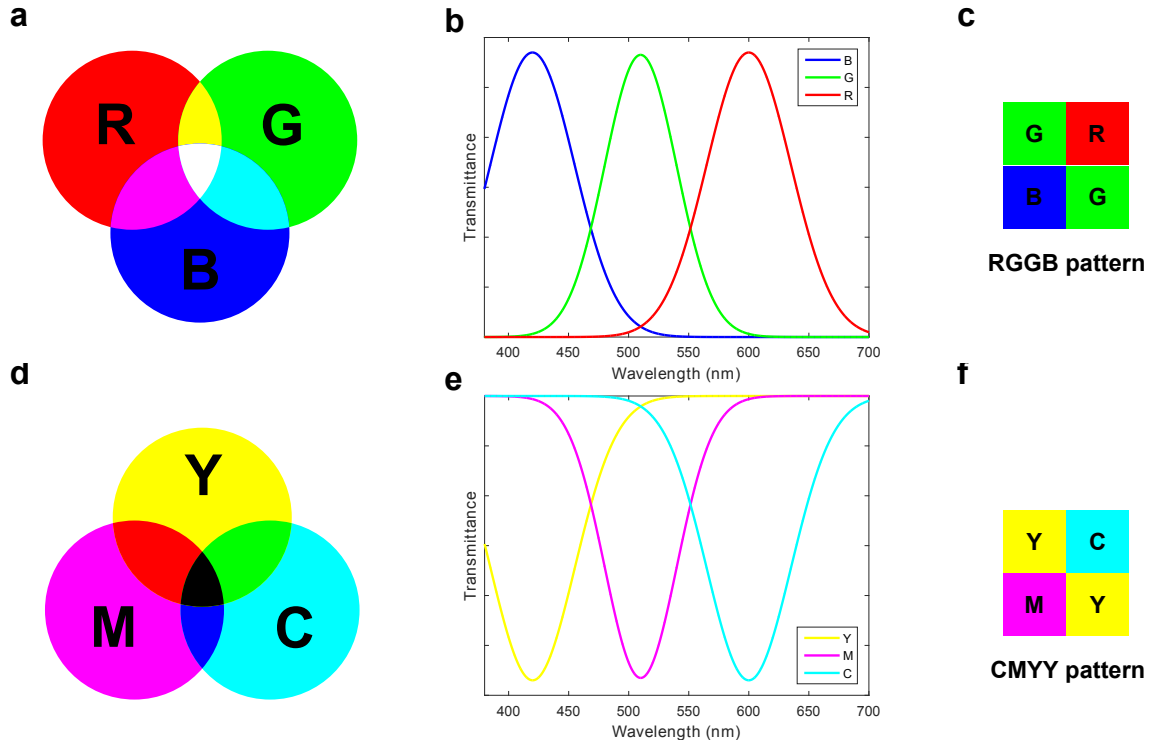 a
R
G
B
b
Transmittance
B
G
R
400 450 500 550 600 650 700
Wavelength (nm)
c
G R
B G
RGGB pattern
d
Y
M
C
e
Transmittance
Y
M
C
400 450 500 550 600 650 700
Wavelength (nm)
f
Y C
M Y
CMYY pattern